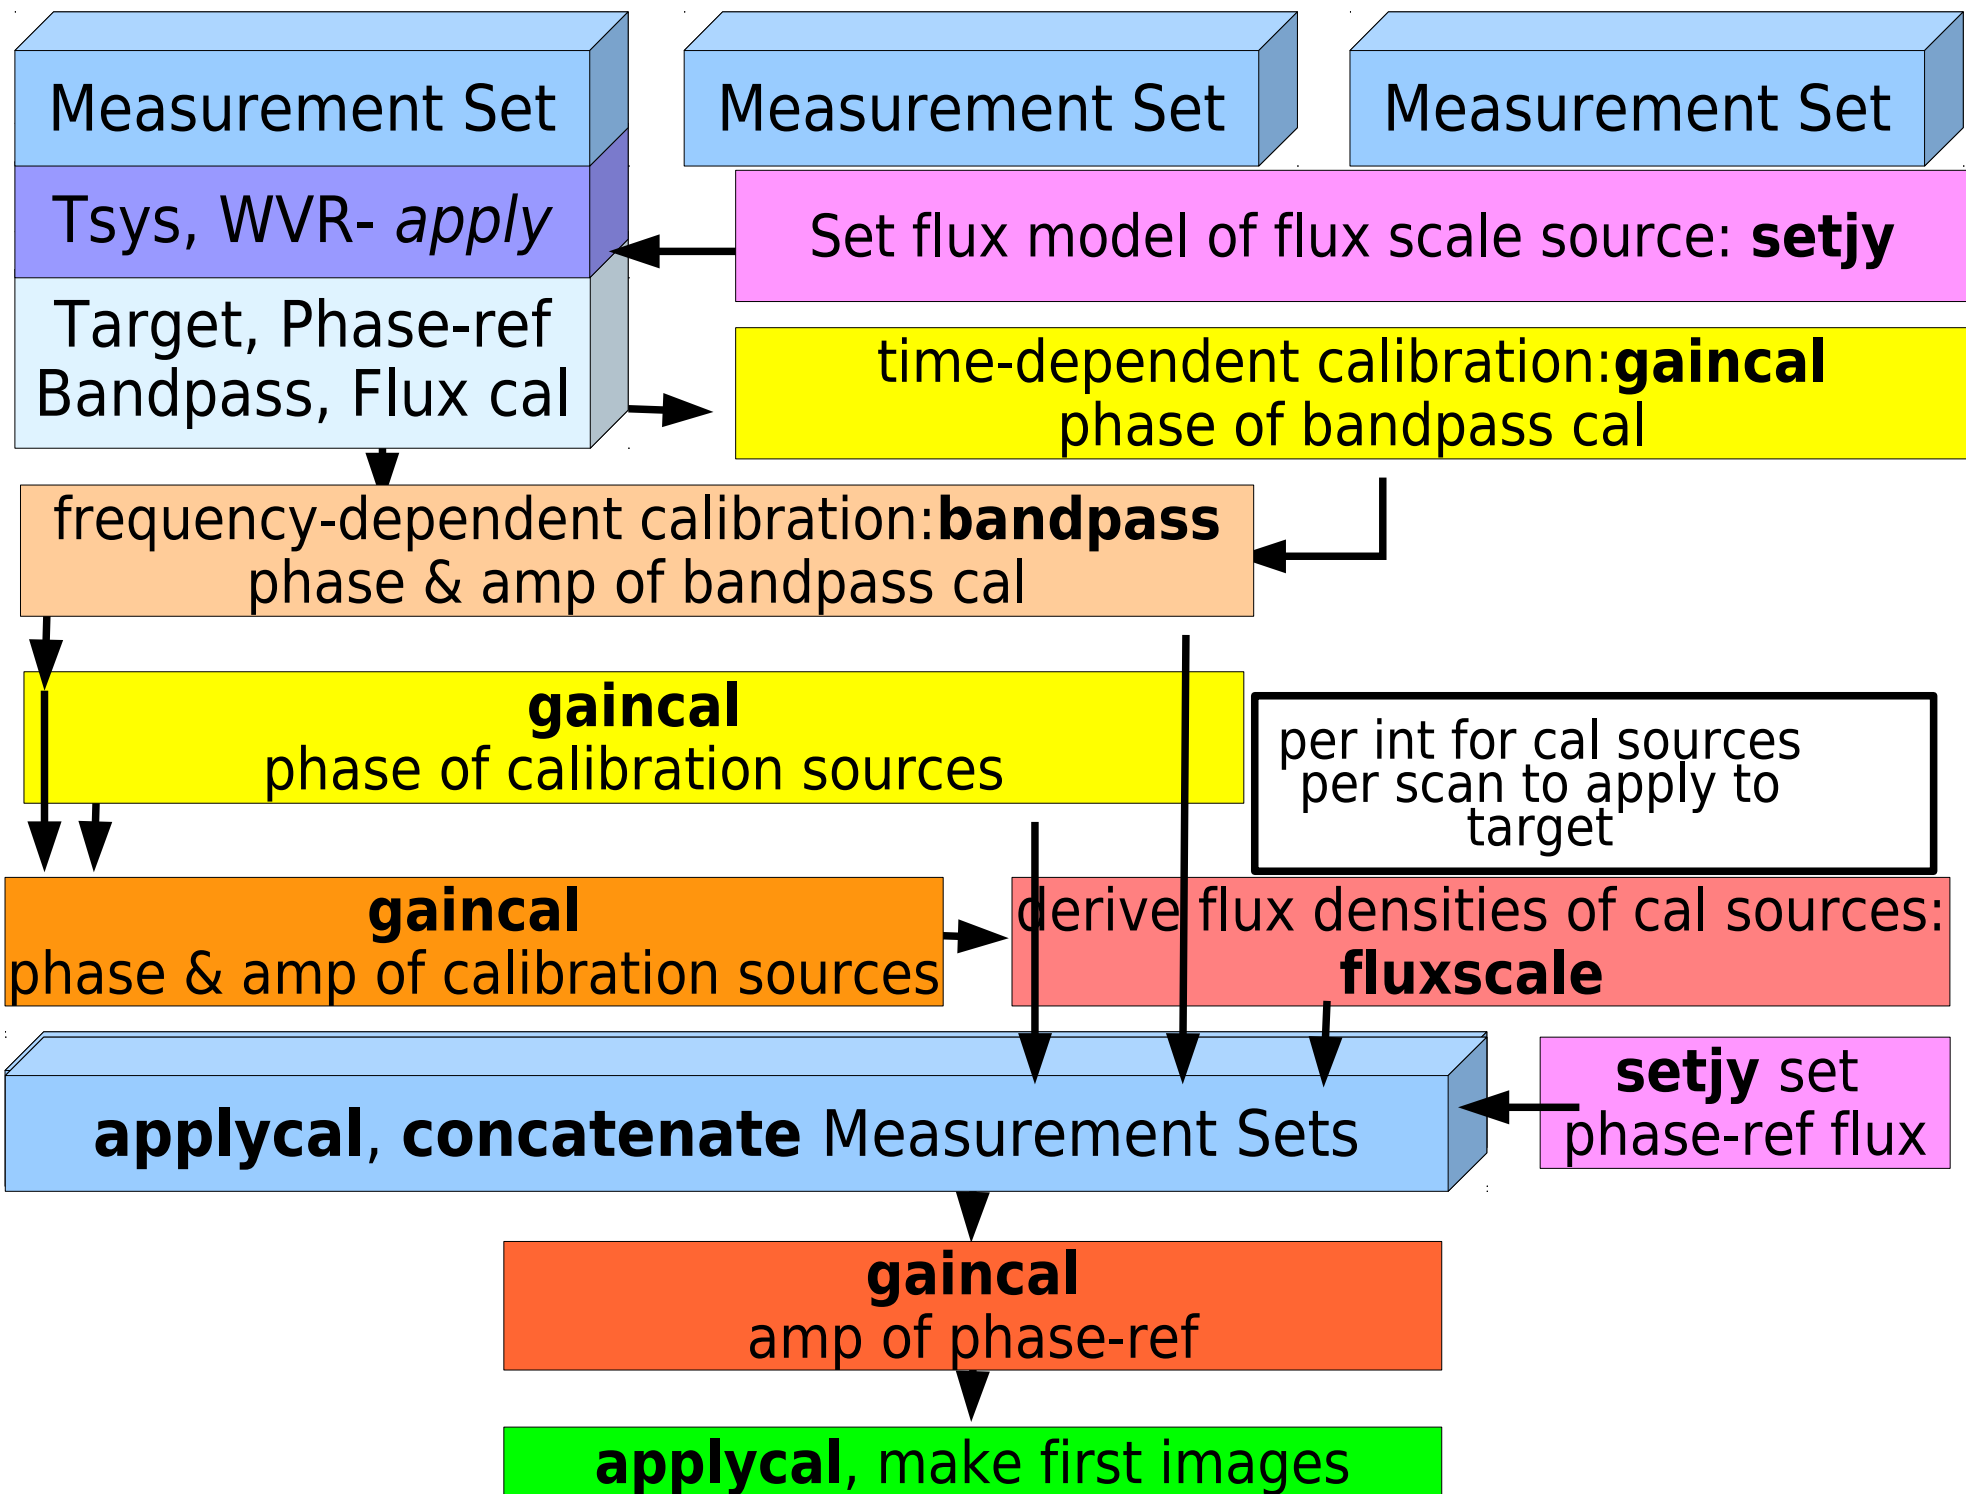 Measurement Set
Measurement Set
Measurement Set
Tsys, WVR- apply
Set flux model of flux scale source: setjy
Target, Phase-ref
Bandpass, Flux cal
time-dependent calibration:gaincal
phase of bandpass cal
frequency-dependent calibration:bandpass
phase & amp of bandpass cal
gaincal
phase of calibration sources
per int for cal sources
per scan to apply to
target
gaincal
phase & amp of calibration sources
derive flux densities of cal sources:
fluxscale
applycal, concatenate Measurement Sets
setjy set
phase-ref flux
gaincal
amp of phase-ref
applycal, make first images